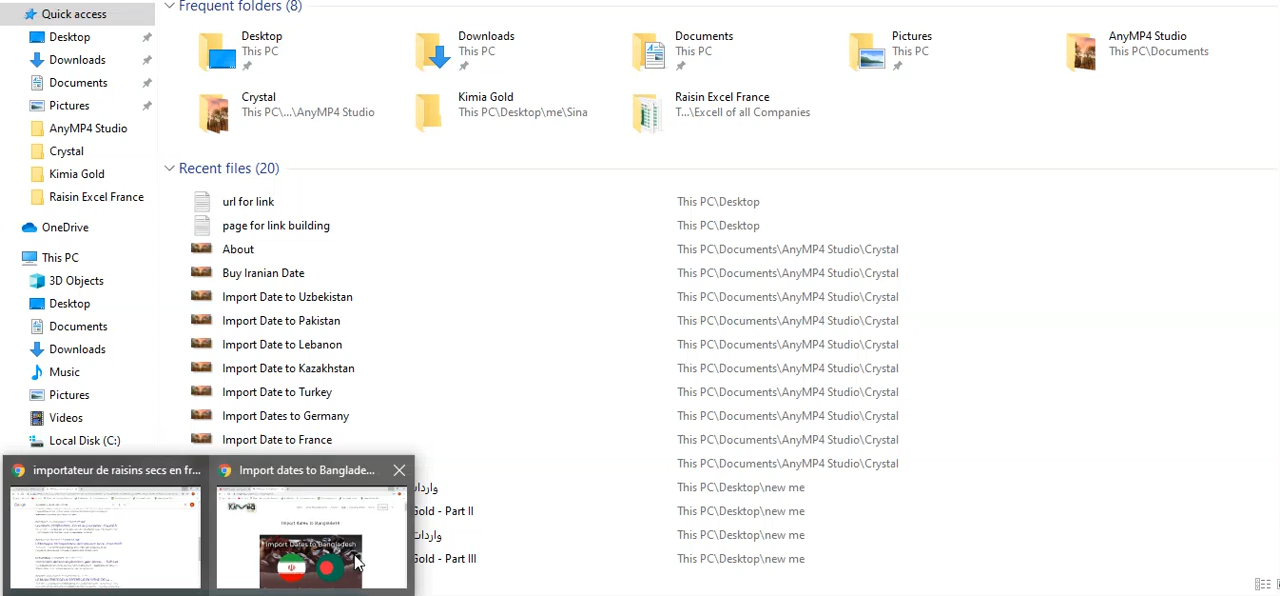 Quick access
Desktop
Downloads
Documents
Pictures
AnyMP4 Studio
Crystal
Kimia Gold
Raisin Excel France
OneDrive
This PC
3D Objects
Desktop
Documents
Downloads
Music
Pictures
Videos
Local Disk (C:)
Frequent folders (8)
Desktop
This PC
Downloads
This PC
Documents
This PC
Pictures
This PC
AnyMP4 Studio
This PC\Documents
Crystal
This PC\...\AnyMP4 Studio
Kimia Gold
This PC\Desktop\me\Sina
Raisin Excel France
T...\Excell of all Companies
Recent files (20)
url for link This PC\Desktop
page for link building This PC\Desktop
About This PC\Documents\AnyMP4 Studio\Crystal
Buy Iranian Date This PC\Documents\AnyMP4 Studio\Crystal
Import Date to Uzbekistan This PC\Documents\AnyMP4 Studio\Crystal
Import Date to Pakistan This PC\Documents\AnyMP4 Studio\Crystal
Import Date to Lebanon This PC\Documents\AnyMP4 Studio\Crystal
Import Date to Kazakhstan This PC\Documents\AnyMP4 Studio\Crystal
Import Date to Turkey This PC\Documents\AnyMP4 Studio\Crystal
Import Dates to Germany This PC\Documents\AnyMP4 Studio\Crystal
Import Date to France This PC\Documents\AnyMP4 Studio\Crystal
This PC\Documents\AnyMP4 Studio\Crystal
This PC\Desktop\new me
Gold - Part II This PC\Desktop\new me
This PC\Desktop\new me
Gold - Part III This PC\Desktop\new me
importateur de raisins secs en fr...
Import dates to Banglade...
Kimia
Import dates to Bangladesh
Import Dates to Bangladesh